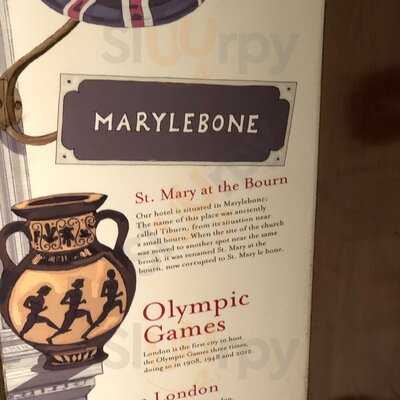 Slurrpy
MARYLEBONE
St. Mary at the Bourn
Our hotel is situated in Marylebone;
The name of this place was anciently
called Tiburn, from its situation near
a small bourn. When the site of the church
was moved to another spot near the same
brook, it was renamed St. Mary at the
bourn, now corrupted to St. Mary le bone.
Olympic
Games
London is the first city to host
the Olympic Games three times,
doing so in 1908, 1948 and 2012
London